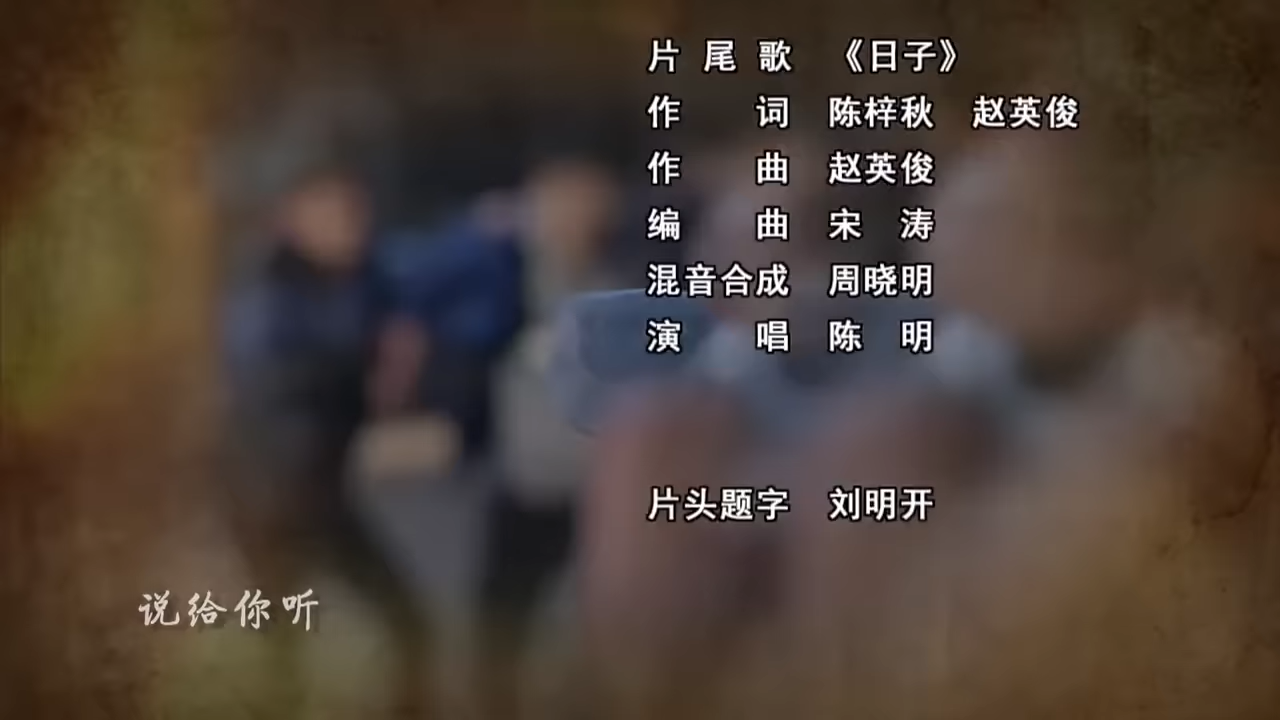 片尾歌 《日子》
作词 陈梓秋 赵英俊
作曲 赵英俊
编曲 宋涛
混音合成 周晓明
演唱 陈明
片头题字 刘明开
说给你听